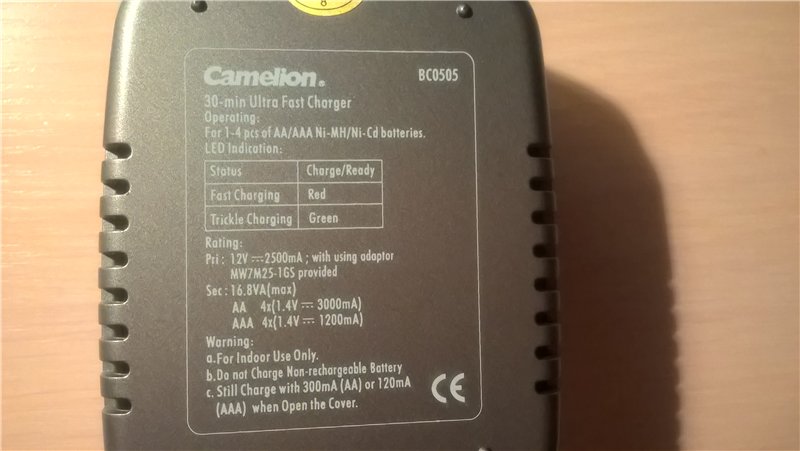 Camelion® BC0505
30-min Ultra Fast Charger
Operating:
For 1-4 pcs of AA/AAA Ni-MH/Ni-Cd batteries.
LED Indication:
Status Charge/Ready
Fast Charging Red
Trickle Charging Green
Rating:
Pri : 12V ⎓2500mA ; with using adaptor
MW7M25-1GS provided
Sec : 16.8VA(max)
AA 4x(1.4V ⎓ 3000mA)
AAA 4x(1.4V ⎓ 1200mA)
Warning:
a.For Indoor Use Only.
b.Do not Charge Non-rechargeable Battery
c. Still Charge with 300mA (AA) or 120mA
(AAA) when Open the Cover.
CE